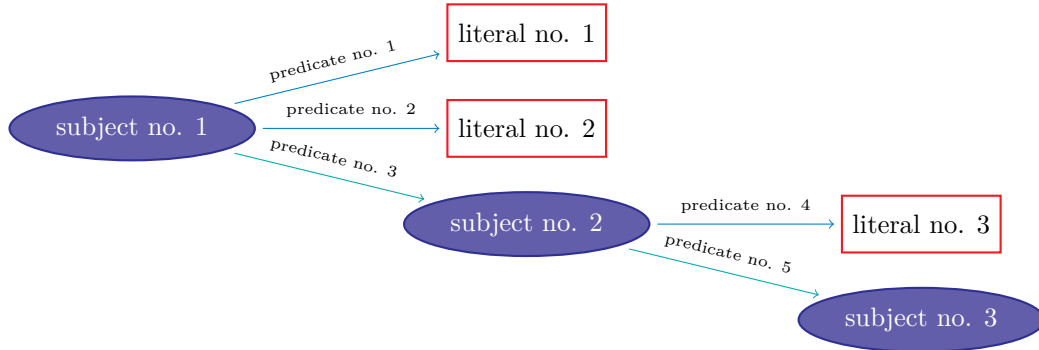 literal no. 1
predicate no. 1
subject no. 1
predicate no. 2
literal no. 2
predicate no. 3
subject no. 2
predicate no. 4
literal no. 3
predicate no. 5
subject no. 3